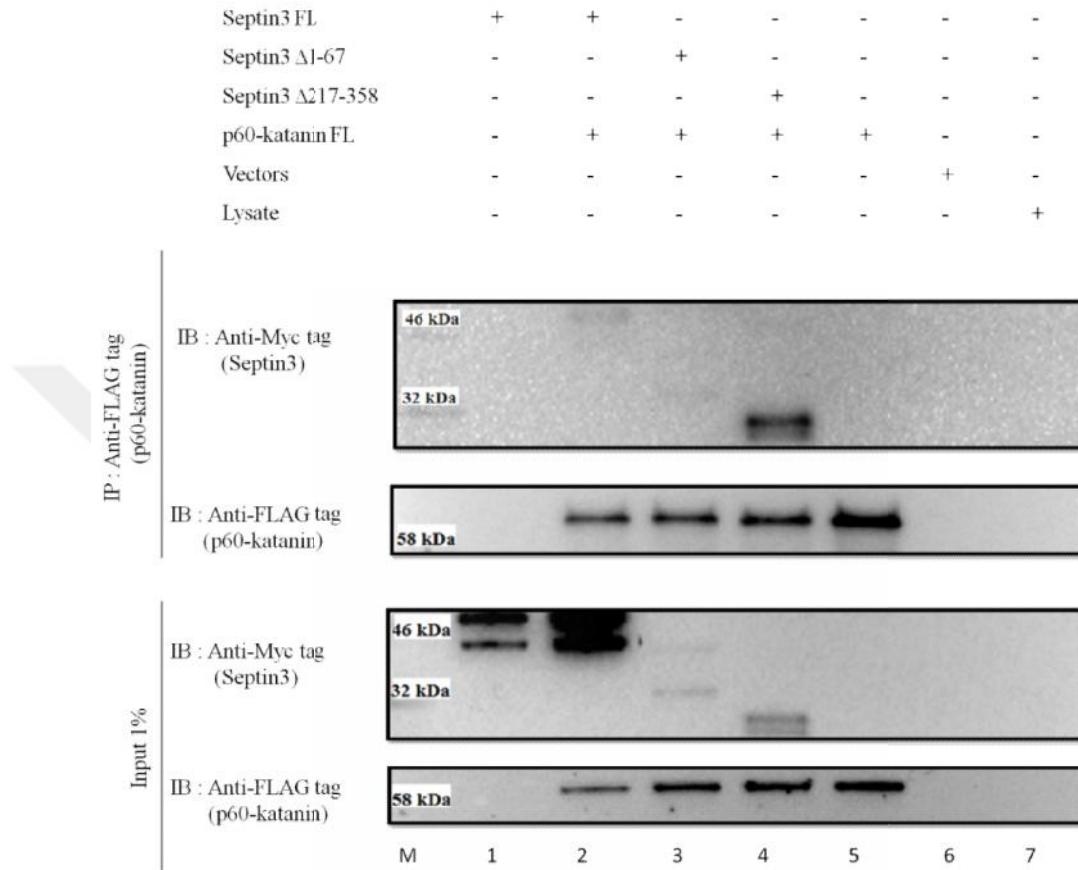 Septin3 FL + + - - - - -
Septin3 Δ1-67 - - + - - - -
Septin3 Δ217-358 - - - + - - -
p60-katanin FL - + + + + - -
Vectors - - - - - + -
Lysate - - - - - - +
IP : Anti-FLAG tag
(p60-katanin)
IB : Anti-Myc tag
(Septin3)
46 kDa
32 kDa
IB : Anti-FLAG tag
(p60-katanin)
58 kDa
Input 1%
IB : Anti-Myc tag
(Septin3)
46 kDa
32 kDa
IB : Anti-FLAG tag
(p60-katanin)
58 kDa
M 1 2 3 4 5 6 7